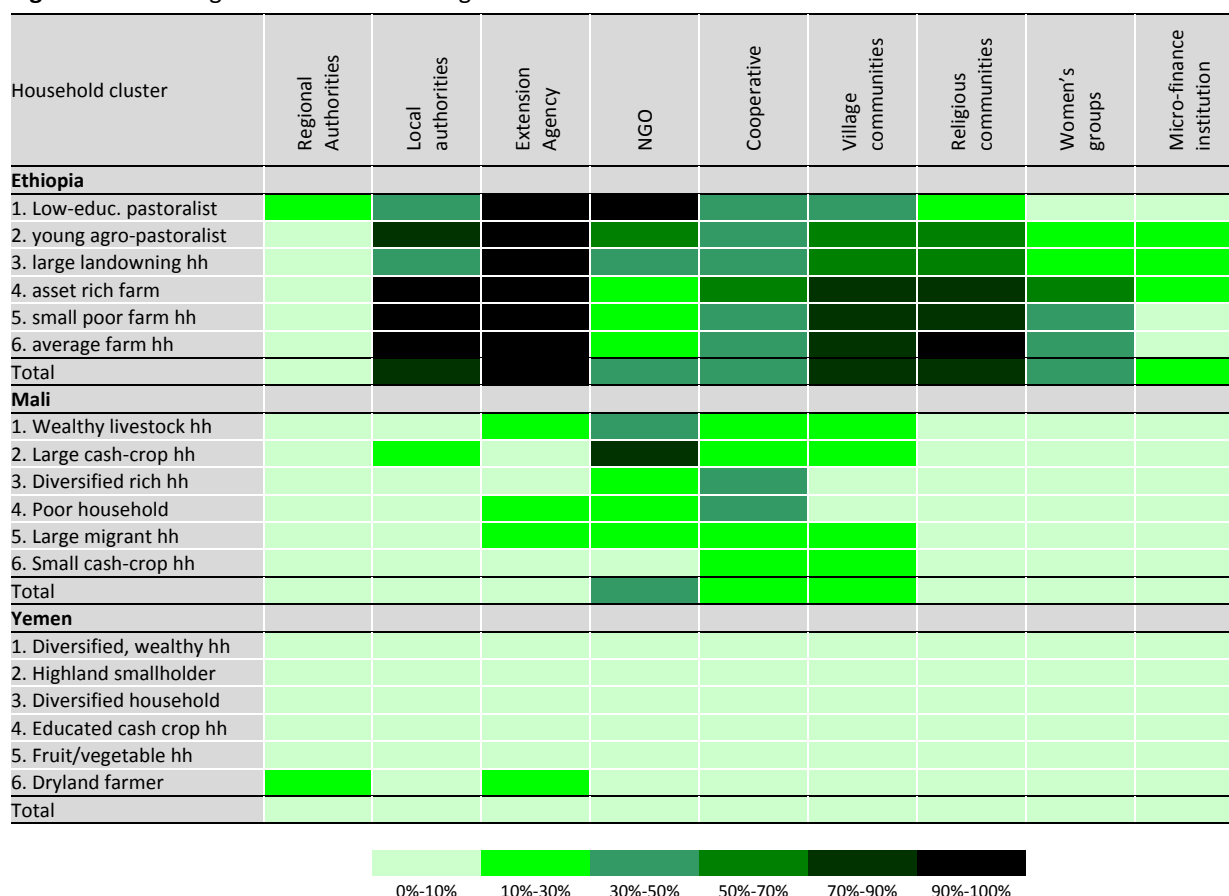 Household cluster
Regional
Authorities
Local
authorities
Extension
Agency
NGO
Cooperative
Village
communities
Religious
communities
Women's
groups
Micro-finance
institution
Ethiopia
1. Low-educ. pastoralist
2. young agro-pastoralist
3. large landowning hh
4. asset rich farm
5. small poor farm hh
6. average farm hh
Total
Mali
1. Wealthy livestock hh
2. Large cash-crop hh
3. Diversified rich hh
4. Poor household
5. Large migrant hh
6. Small cash-crop hh
Total
Yemen
1. Diversified, wealthy hh
2. Highland smallholder
3. Diversified household
4. Educated cash crop hh
5. Fruit/vegetable hh
6. Dryland farmer
Total
0%-10% 10%-30% 30%-50% 50%-70% 70%-90% 90%-100%